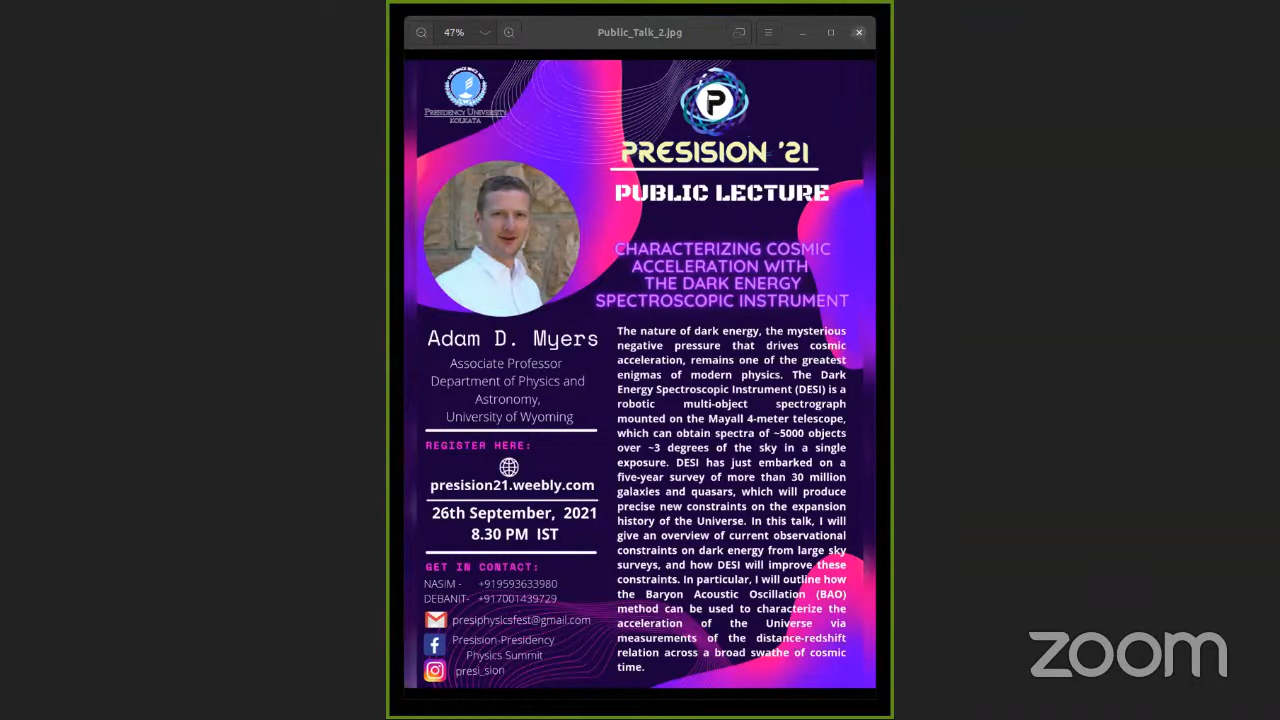 47%
Public_Talk_2.jpg
PRESIDENCY UNIVERSITY
KOLKATA
P
PRESISION '21
PUBLIC LECTURE
CHARACTERIZING COSMIC
ACCELERATION WITH
THE DARK ENERGY
SPECTROSCOPIC INSTRUMENT
Adam D. Myers
Associate Professor
Department of Physics and
Astronomy,
University of Wyoming
REGISTER HERE:
presision21.weebly.com
26th September, 2021
8.30 PM IST
GET IN CONTACT:
NASIM - +919593633980
DEBANIT- +917001439729
presiphysicsfest@gmail.com
Presision-Presidency
Physics Summit
presi_sion
The nature of dark energy, the mysterious
negative pressure that drives cosmic
acceleration, remains one of the greatest
enigmas of modern physics. The Dark
Energy Spectroscopic Instrument (DESI) is a
robotic multi-object spectrograph
mounted on the Mayall 4-meter telescope,
which can obtain spectra of ~5000 objects
over ~3 degrees of the sky in a single
exposure. DESI has just embarked on a
five-year survey of more than 30 million
galaxies and quasars, which will produce
precise new constraints on the expansion
history of the Universe. In this talk, I will
give an overview of current observational
constraints on dark energy from large sky
surveys, and how DESI will improve these
constraints. In particular, I will outline how
the Baryon Acoustic Oscillation (BAO)
method can be used to characterize the
acceleration of the Universe via
measurements of the distance-redshift
relation across a broad swathe of cosmic
time.
zoom